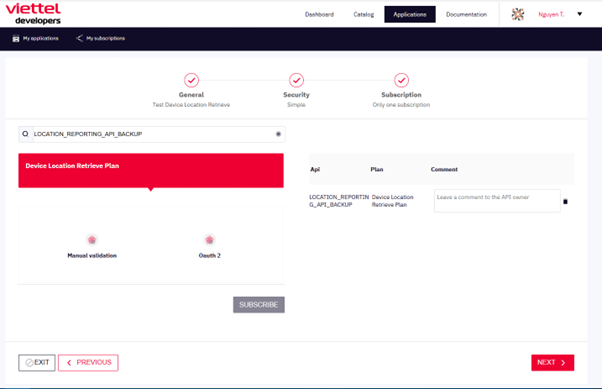 viettel
developers
Dashboard
Catalog
Applications
Documentation
Nguyen T.
My applications
My subscriptions
General
Test Device Location Retrieve
Security
Simple
Subscription
Only one subscription
LOCATION_REPORTING_API_BACKUP
Device Location Retrieve Plan
Manual validation
Oauth 2
SUBSCRIBE
Api
Plan
Comment
LOCATION_REPORTIN
G_API_BACKUP
Device Location
Retrieve Plan
Leave a comment to the API owner
EXIT
PREVIOUS
NEXT